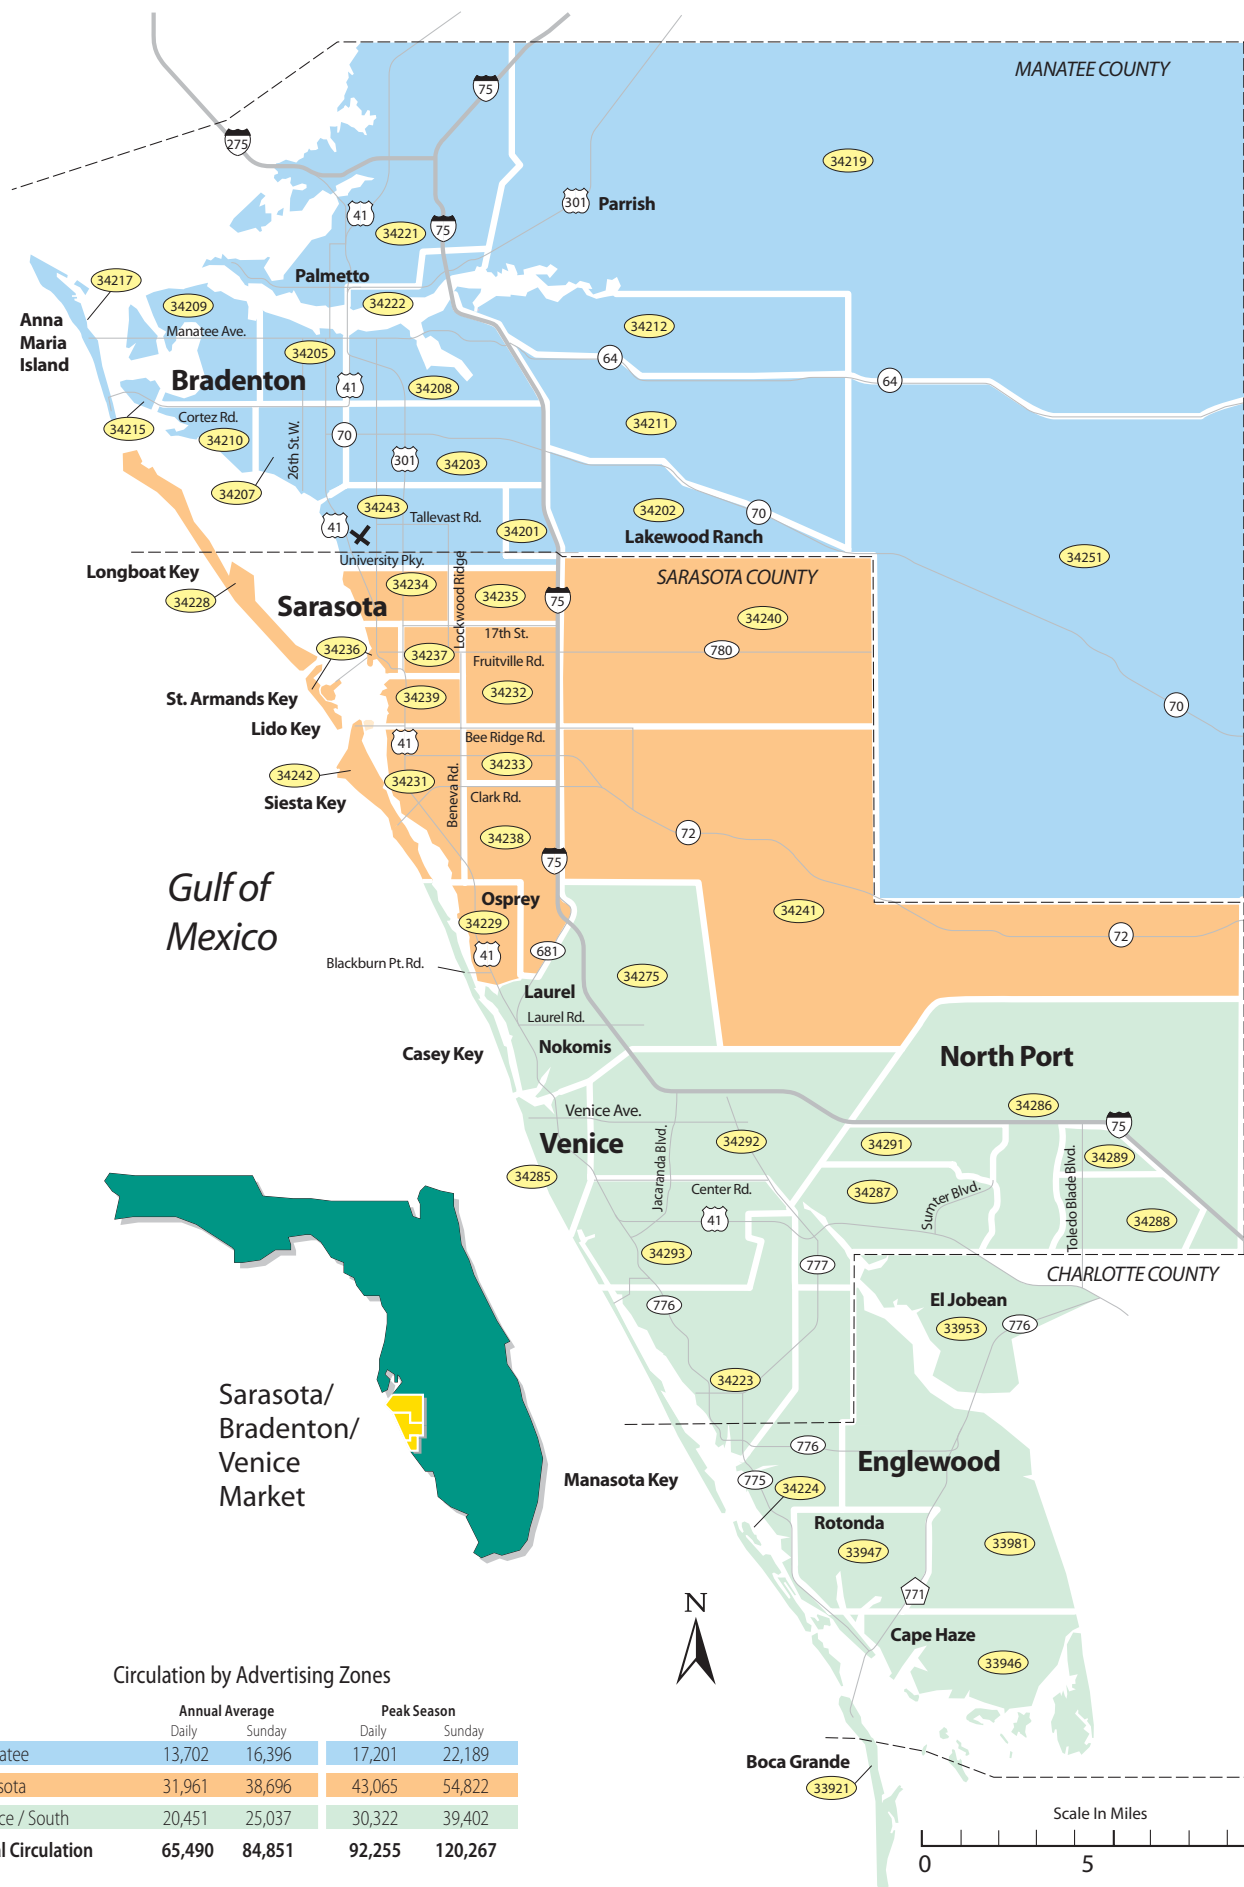 MANATEE COUNTY
75
275
34219
301 Parrish
41
34221
75
Palmetto
34217
34209
34222
Anna
Maria
Island
Manatee Ave.
34212
34205
64
64
Bradenton
41
34208
Cortez Rd.
34215
34210
26th St. W.
70
34211
301
34203
34207
34243
Tallevast Rd.
41
34201
34202
70
Lakewood Ranch
34251
University Pky.
Longboat Key
34228
SARASOTA COUNTY
34234
Lockwood Ridge
34235
75
Sarasota
34240
17th St.
34236
34237
Fruitville Rd.
780
St. Armands Key
34239
34232
70
Lido Key
41
Bee Ridge Rd.
34242
34233
34231
Siesta Key
Beneva Rd.
Clark Rd.
34238
72
75
Gulf of
Mexico
Osprey
34229
34241
41
681
72
Blackburn Pt. Rd.
34275
Laurel
Laurel Rd.
Casey Key
Nokomis
North Port
34286
Venice Ave.
75
Venice
Jacaranda Blvd.
34292
34291
34289
34285
Center Rd.
34287
Sumter Blvd.
Toledo Blade Blvd.
34288
41
34293
777
CHARLOTTE COUNTY
776
El Jobean
33953
776
34223
Sarasota/
Bradenton/
Venice
Market
776
Englewood
Manasota Key
775
34224
Rotonda
33947
33981
771
N
Cape Haze
33946
Boca Grande
33921
Circulation by Advertising Zones
Annual Average Peak Season
Daily Sunday Daily Sunday
atee 13,702 16,396 17,201 22,189
sota 31,961 38,696 43,065 54,822
ce / South 20,451 25,037 30,322 39,402
l Circulation 65,490 84,851 92,255 120,267
Scale In Miles
0 5